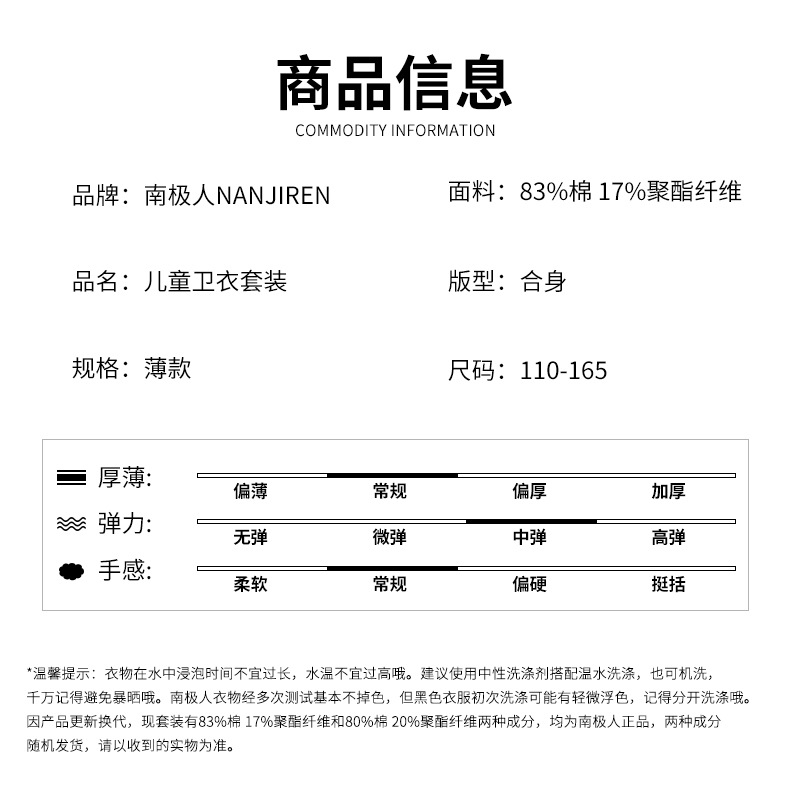 商品信息
COMMODITY INFORMATION
品牌：南极人NANJIREN
面料：83%棉 17%聚酯纤维
品名：儿童卫衣套装
版型：合身
规格：薄款
尺码：110-165
厚薄:
偏薄 常规 偏厚 加厚
弹力:
无弹 微弹 中弹 高弹
手感:
柔软 常规 偏硬 挺括
*温馨提示：衣物在水中浸泡时间不宜过长，水温不宜过高哦。建议使用中性洗涤剂搭配温水洗涤，也可机洗，
千万记得避免暴晒哦。南极人衣物经多次测试基本不掉色，但黑色衣服初次洗涤可能有轻微浮色，记得分开洗涤哦。
因产品更新换代，现套装有83%棉 17%聚酯纤维和80%棉 20%聚酯纤维两种成分，均为南极人正品，两种成分
随机发货，请以收到的实物为准。